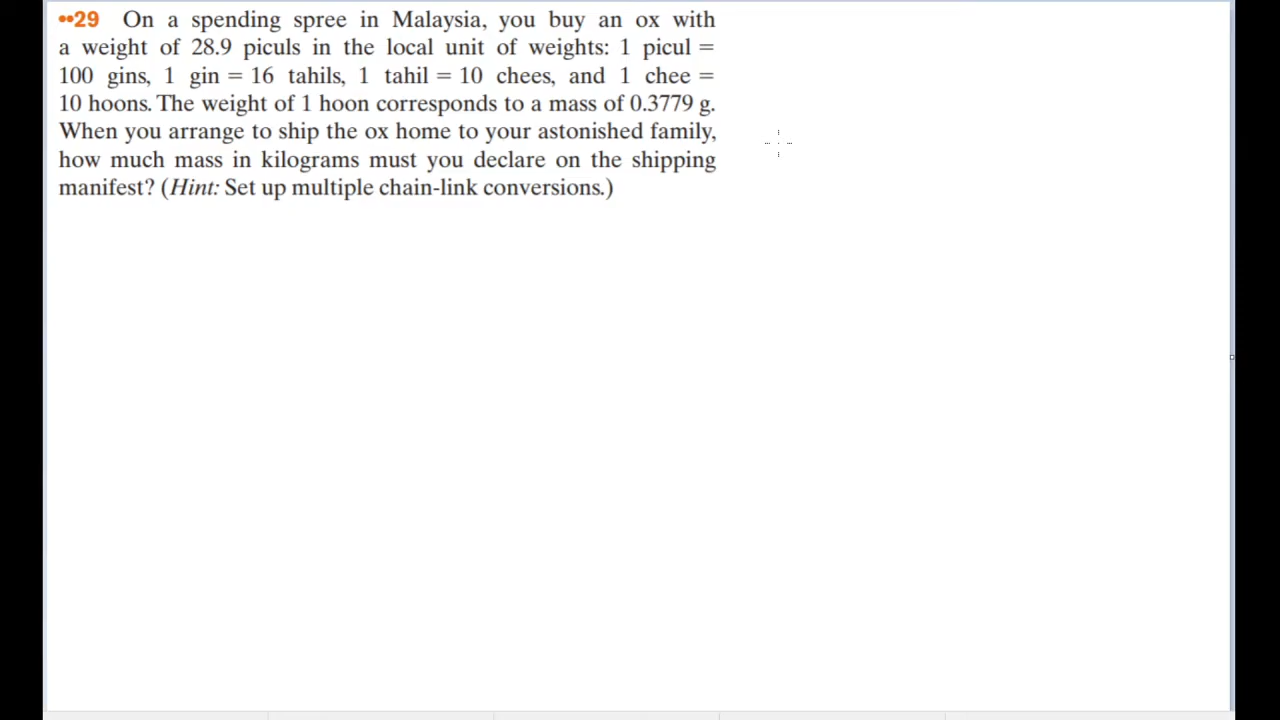 ••29 On a spending spree in Malaysia, you buy an ox with
a weight of 28.9 piculs in the local unit of weights: 1 picul =
100 gins, 1 gin = 16 tahils, 1 tahil = 10 chees, and 1 chee =
10 hoons. The weight of 1 hoon corresponds to a mass of 0.3779 g.
When you arrange to ship the ox home to your astonished family,
how much mass in kilograms must you declare on the shipping
manifest? (Hint: Set up multiple chain-link conversions.)